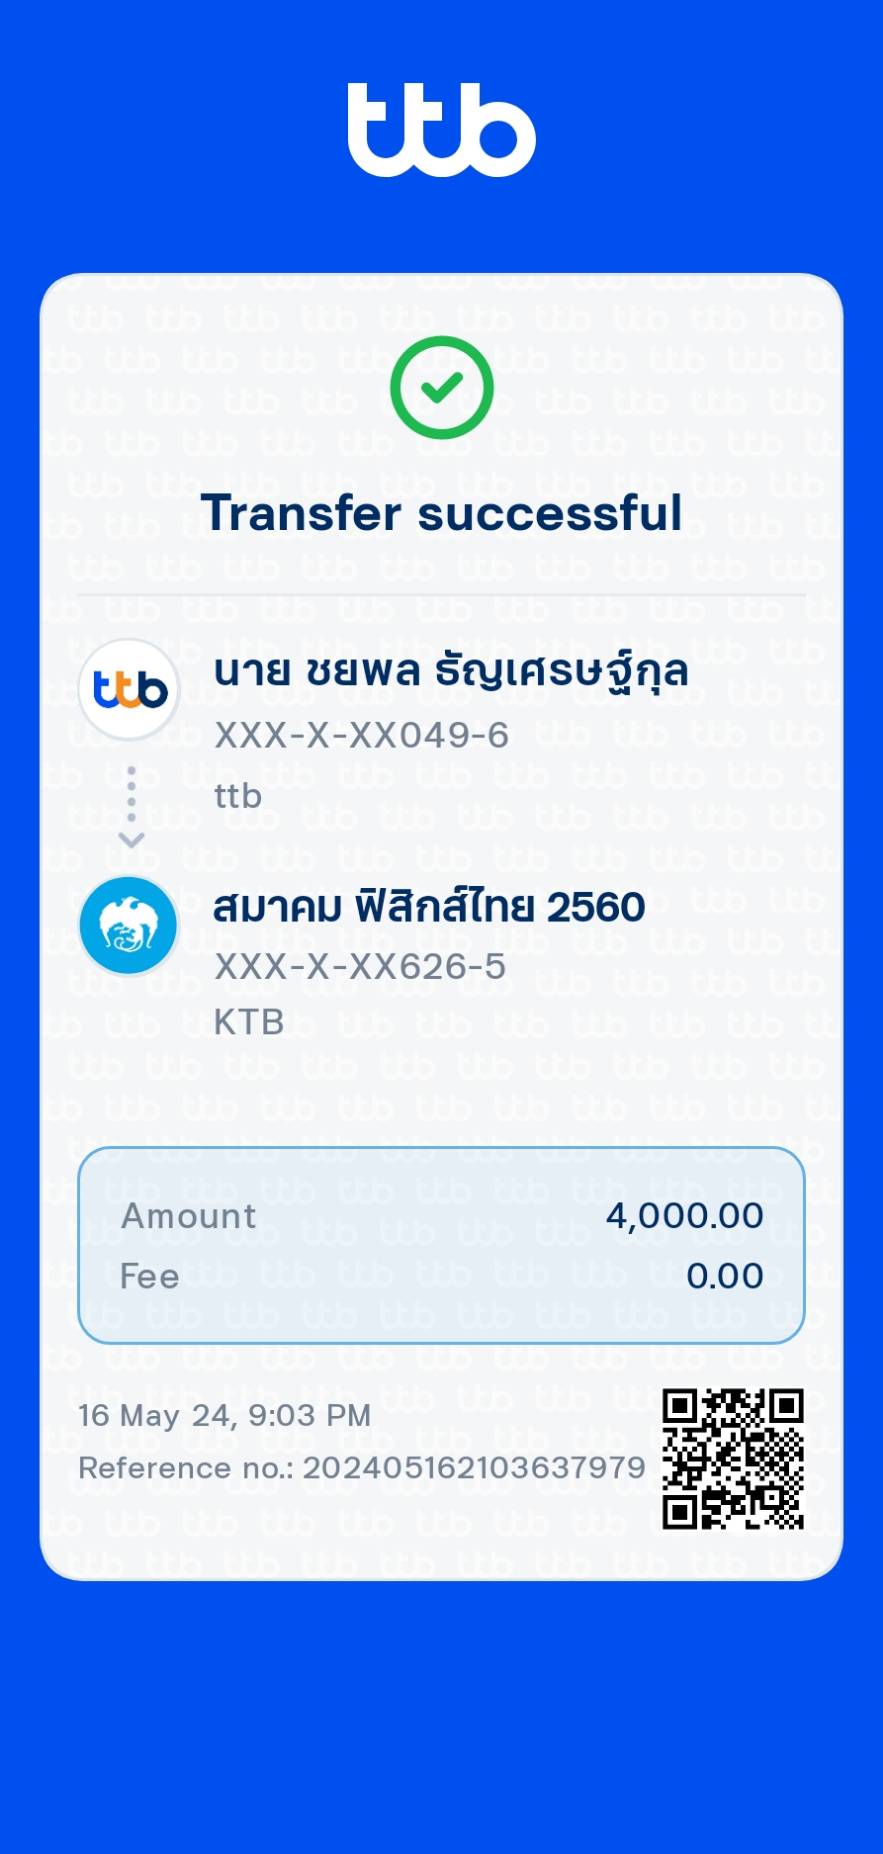 ttb
Transfer successful
ttb
นาย ชยพล ธัญเศรษฐ์กุล
XXX-X-XX049-6
ttb
สมาคม ฟิสิกส์ไทย 2560
XXX-X-XX626-5
KTB
Amount 4,000.00
Fee 0.00
16 May 24, 9:03 PM
Reference no.: 202405162103637979